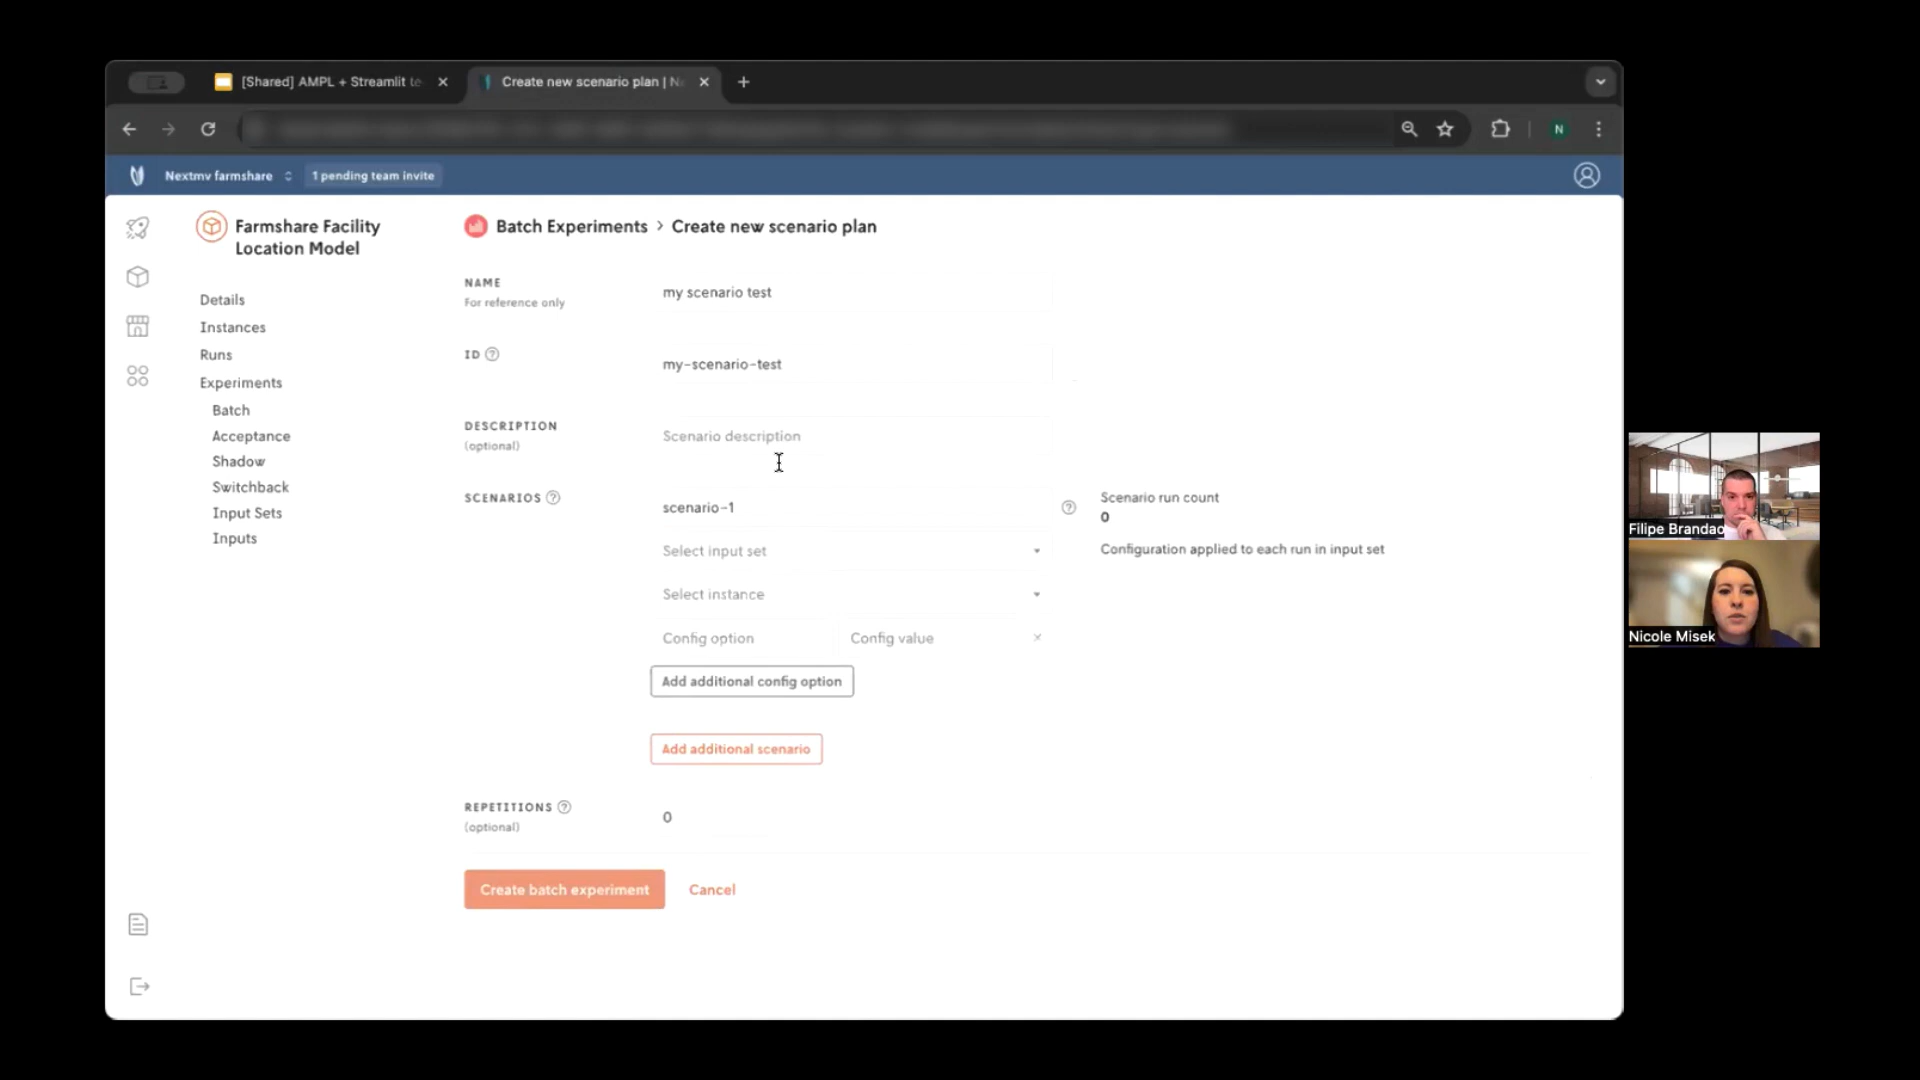 [Shared] AMPL + Streamlit te
Create new scenario plan | N
N
Nextmv farmshare
1 pending team invite
Farmshare Facility
Location Model
Details
Instances
Runs
Experiments
Batch
Acceptance
Shadow
Switchback
Input Sets
Inputs
Batch Experiments > Create new scenario plan
NAME
For reference only
my scenario test
ID ?
my-scenario-test
DESCRIPTION
(optional)
Scenario description
SCENARIOS ?
scenario-1
?
Select input set
Select instance
Config option
Config value
Add additional config option
Add additional scenario
Scenario run count
0
Configuration applied to each run in input set
REPETITIONS ?
(optional)
0
Create batch experiment
Cancel
Filipe Brandao
Nicole Misek